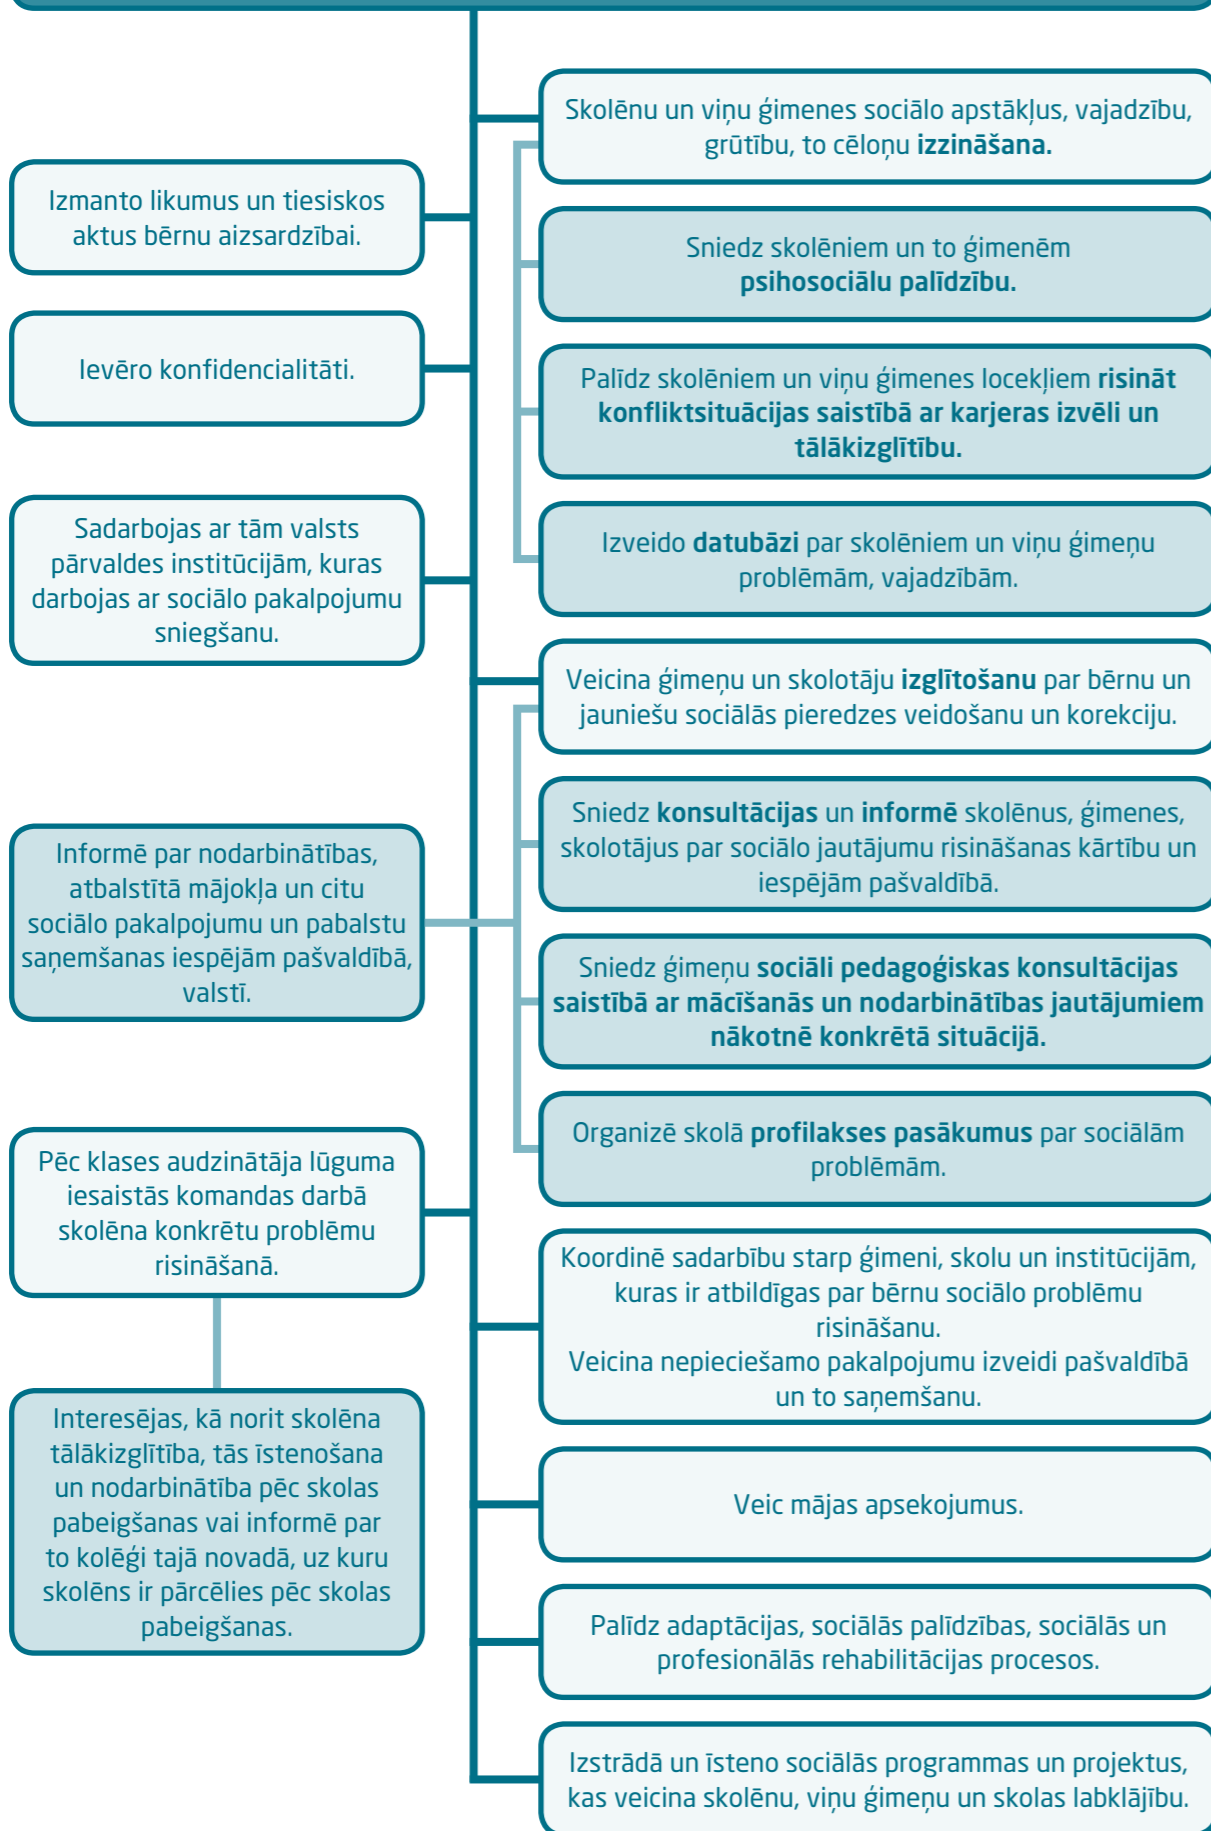 Izmanto likumus un tiesiskos
aktus bērnu aizsardzībai.
Ievēro konfidencialitāti.
Sadarbojas ar tām valsts
pārvaldes institūcijām, kuras
darbojas ar sociālo pakalpojumu
sniegšanu.
Informē par nodarbinātības,
atbalstītā mājokļa un citu
sociālo pakalpojumu un pabalstu
saņemšanas iespējām pašvaldībā,
valstī.
Pēc klases audzinātāja lūguma
iesaistās komandas darbā
skolēna konkrētu problēmu
risināšanā.
Interesējas, kā norit skolēna
tālākizglītība, tās īstenošana
un nodarbinātība pēc skolas
pabeigšanas vai informē par
to kolēģi tajā novadā, uz kuru
skolēns ir pārcēlies pēc skolas
pabeigšanas.
Skolēnu un viņu ģimenes sociālo apstākļus, vajadzību,
grūtību, to cēloņu izzināšana.
Sniedz skolēniem un to ģimenēm
psihosociālu palīdzību.
Palīdz skolēniem un viņu ģimenes locekļiem risināt
konfliktsituācijas saistībā ar karjeras izvēli un
tālākizglītību.
Izveido datubāzi par skolēniem un viņu ģimeņu
problēmām, vajadzībām.
Veicina ģimeņu un skolotāju izglītošanu par bērnu un
jauniešu sociālās pieredzes veidošanu un korekciju.
Sniedz konsultācijas un informē skolēnus, ģimenes,
skolotājus par sociālo jautājumu risināšanas kārtību un
iespējām pašvaldībā.
Sniedz ģimeņu sociāli pedagoģiskas konsultācijas
saistībā ar mācīšanās un nodarbinātības jautājumiem
nākotnē konkrētā situācijā.
Organizē skolā profilakses pasākumus par sociālām
problēmām.
Koordinē sadarbību starp ģimeni, skolu un institūcijām,
kuras ir atbildīgas par bērnu sociālo problēmu
risināšanu.
Veicina nepieciešamo pakalpojumu izveidi pašvaldībā
un to saņemšanu.
Veic mājas apsekojumus.
Palīdz adaptācijas, sociālās palīdzības, sociālās un
profesionālās rehabilitācijas procesos.
Izstrādā un īsteno sociālās programmas un projektus,
kas veicina skolēnu, viņu ģimeņu un skolas labklājību.